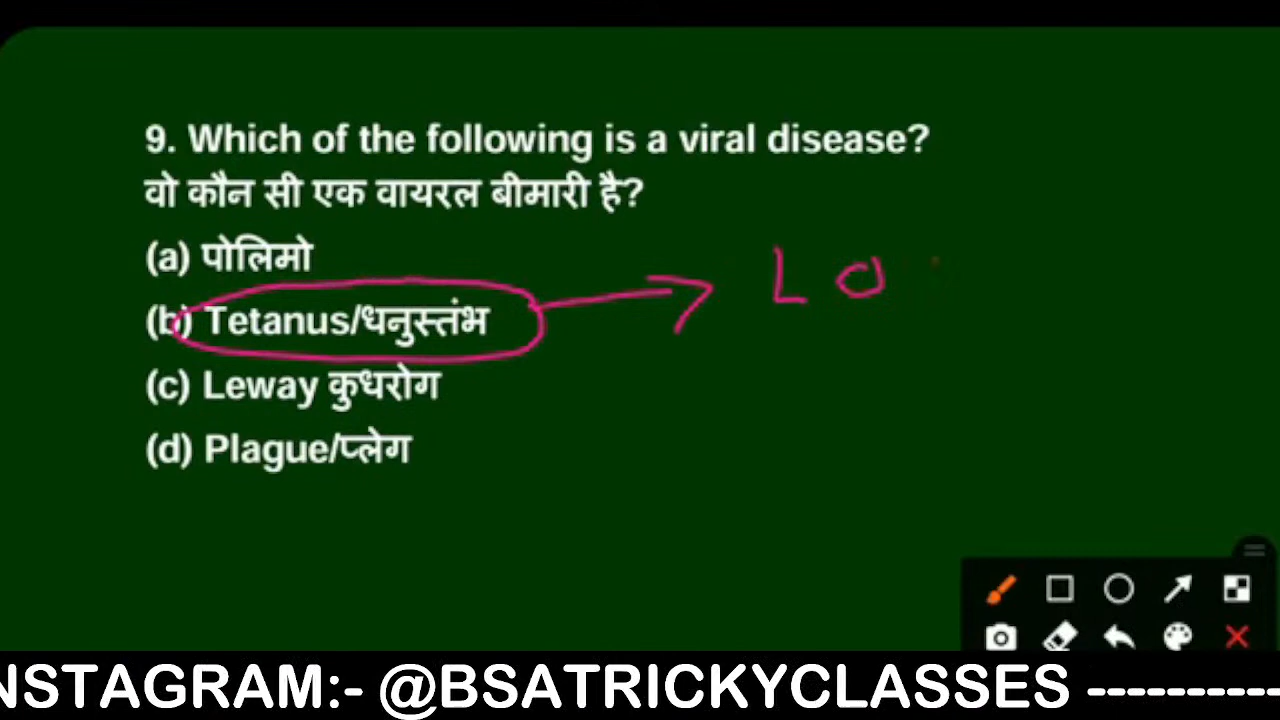 9. Which of the following is a viral disease?
वो कौन सी एक वायरल बीमारी है?
(a) पोलिमो
(b) Tetanus/धनुस्तंभ
LO
(c) Leway कुधरोग
(d) Plague/प्लेग
NSTAGRAM:- @BSATRICKYCLASSES ----------